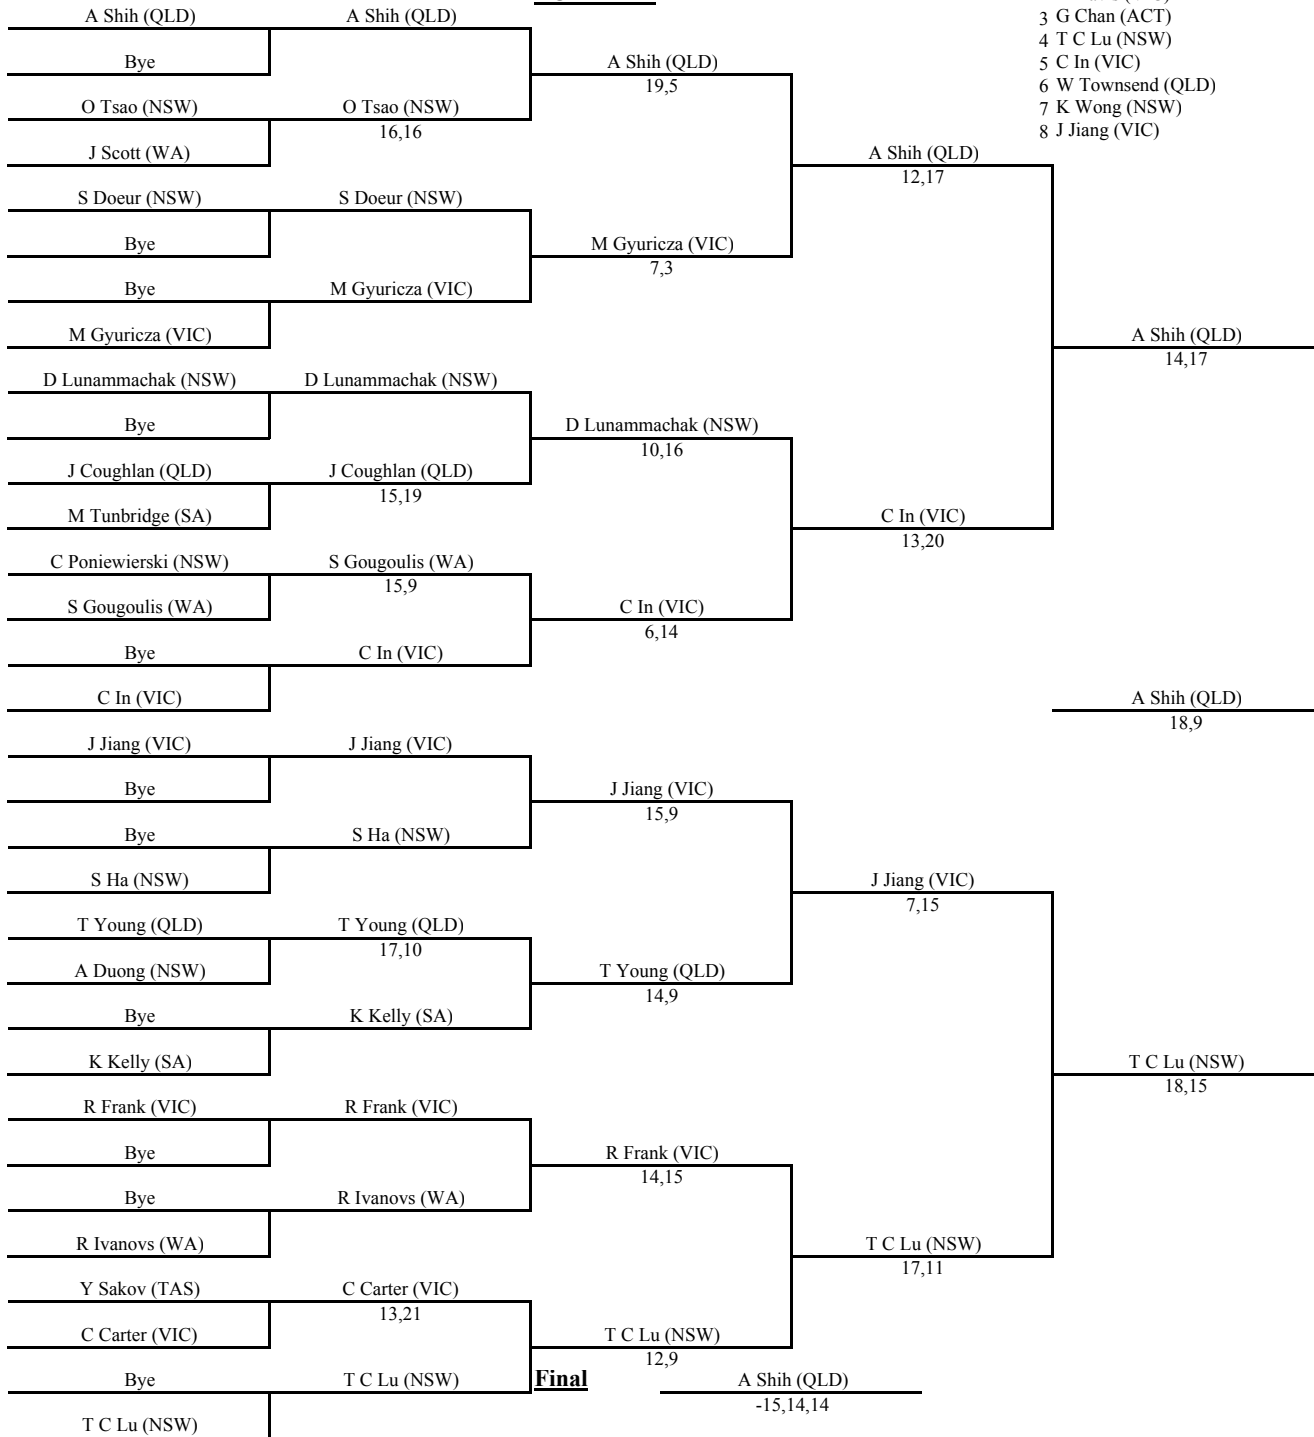 3 G Chan (ACT)
4 T C Lu (NSW)
5 C In (VIC)
6 W Townsend (QLD)
7 K Wong (NSW)
8 J Jiang (VIC)
A Shih (QLD) A Shih (QLD)
Bye A Shih (QLD)
19,5
O Tsao (NSW) O Tsao (NSW)
16,16
J Scott (WA) A Shih (QLD)
12,17
S Doeur (NSW) S Doeur (NSW)
Bye M Gyuricza (VIC)
7,3
Bye M Gyuricza (VIC)
M Gyuricza (VIC) A Shih (QLD)
14,17
D Lunammachak (NSW) D Lunammachak (NSW)
Bye D Lunammachak (NSW)
10,16
J Coughlan (QLD) J Coughlan (QLD)
15,19
M Tunbridge (SA) C In (VIC)
13,20
C Poniewierski (NSW) S Gougoulis (WA)
15,9
S Gougoulis (WA) C In (VIC)
6,14
Bye C In (VIC)
C In (VIC) A Shih (QLD)
18,9
J Jiang (VIC) J Jiang (VIC)
Bye J Jiang (VIC)
15,9
Bye S Ha (NSW)
S Ha (NSW) J Jiang (VIC)
7,15
T Young (QLD) T Young (QLD)
17,10
A Duong (NSW) T Young (QLD)
14,9
Bye K Kelly (SA)
K Kelly (SA) T C Lu (NSW)
18,15
R Frank (VIC) R Frank (VIC)
Bye R Frank (VIC)
14,15
Bye R Ivanovs (WA)
R Ivanovs (WA) T C Lu (NSW)
17,11
Y Sakov (TAS) C Carter (VIC)
13,21
C Carter (VIC) T C Lu (NSW)
12,9
Bye T C Lu (NSW) Final A Shih (QLD)
-15,14,14
T C Lu (NSW)